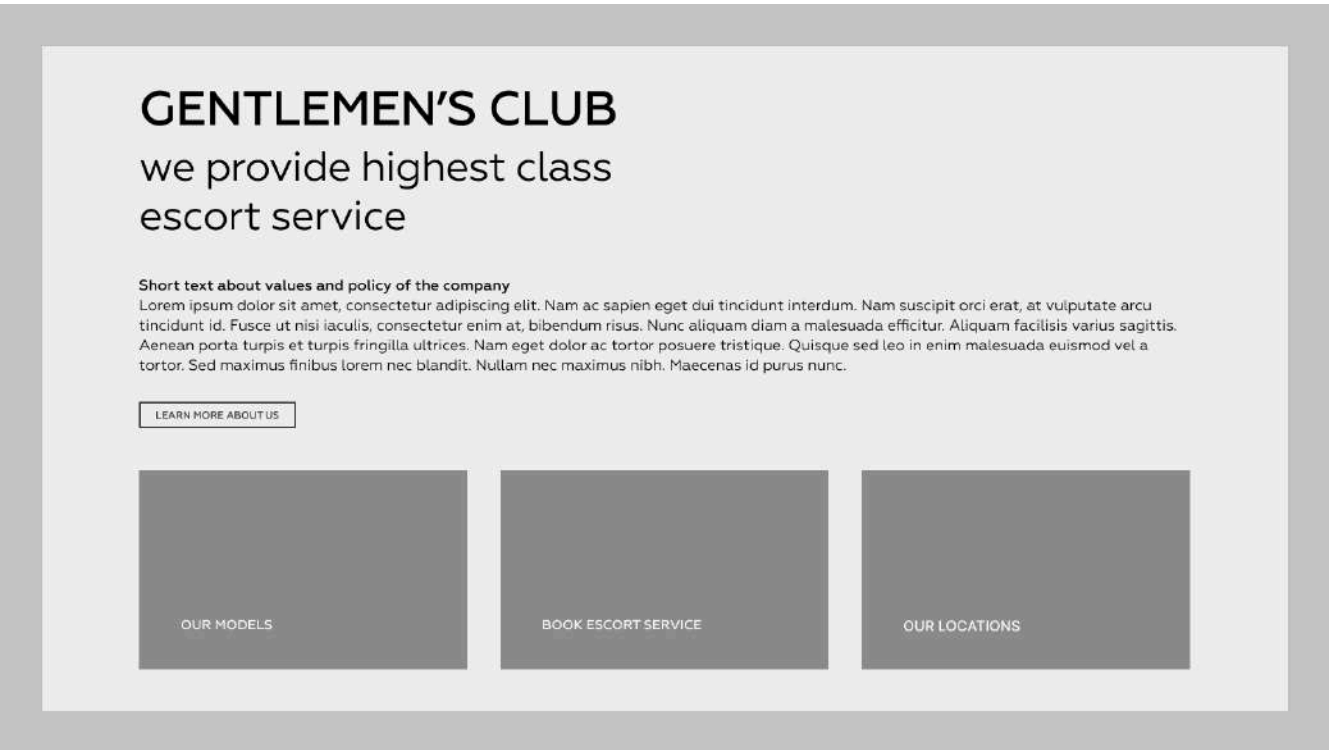 GENTLEMEN'S CLUB
we provide highest class
escort service
Short text about values and policy of the company
Lorem ipsum dolor sit amet, consectetur adipiscing elit. Nam ac sapien eget dui tincidunt interdum. Nam suscipit orci erat, at vulputate arcu
tincidunt id. Fusce ut nisi iaculis, consectetur enim at, bibendum risus. Nunc aliquam diam a malesuada efficitur. Aliquam facilisis varius sagittis.
Aenean porta turpis et turpis fringilla ultrices. Nam eget dolor ac tortor posuere tristique. Quisque sed leo in enim malesuada euismod vel a
tortor. Sed maximus finibus lorem nec blandit. Nullam nec maximus nibh. Maecenas id purus nunc.
LEARN MORE ABOUT US
OUR MODELS
BOOK ESCORT SERVICE
OUR LOCATIONS